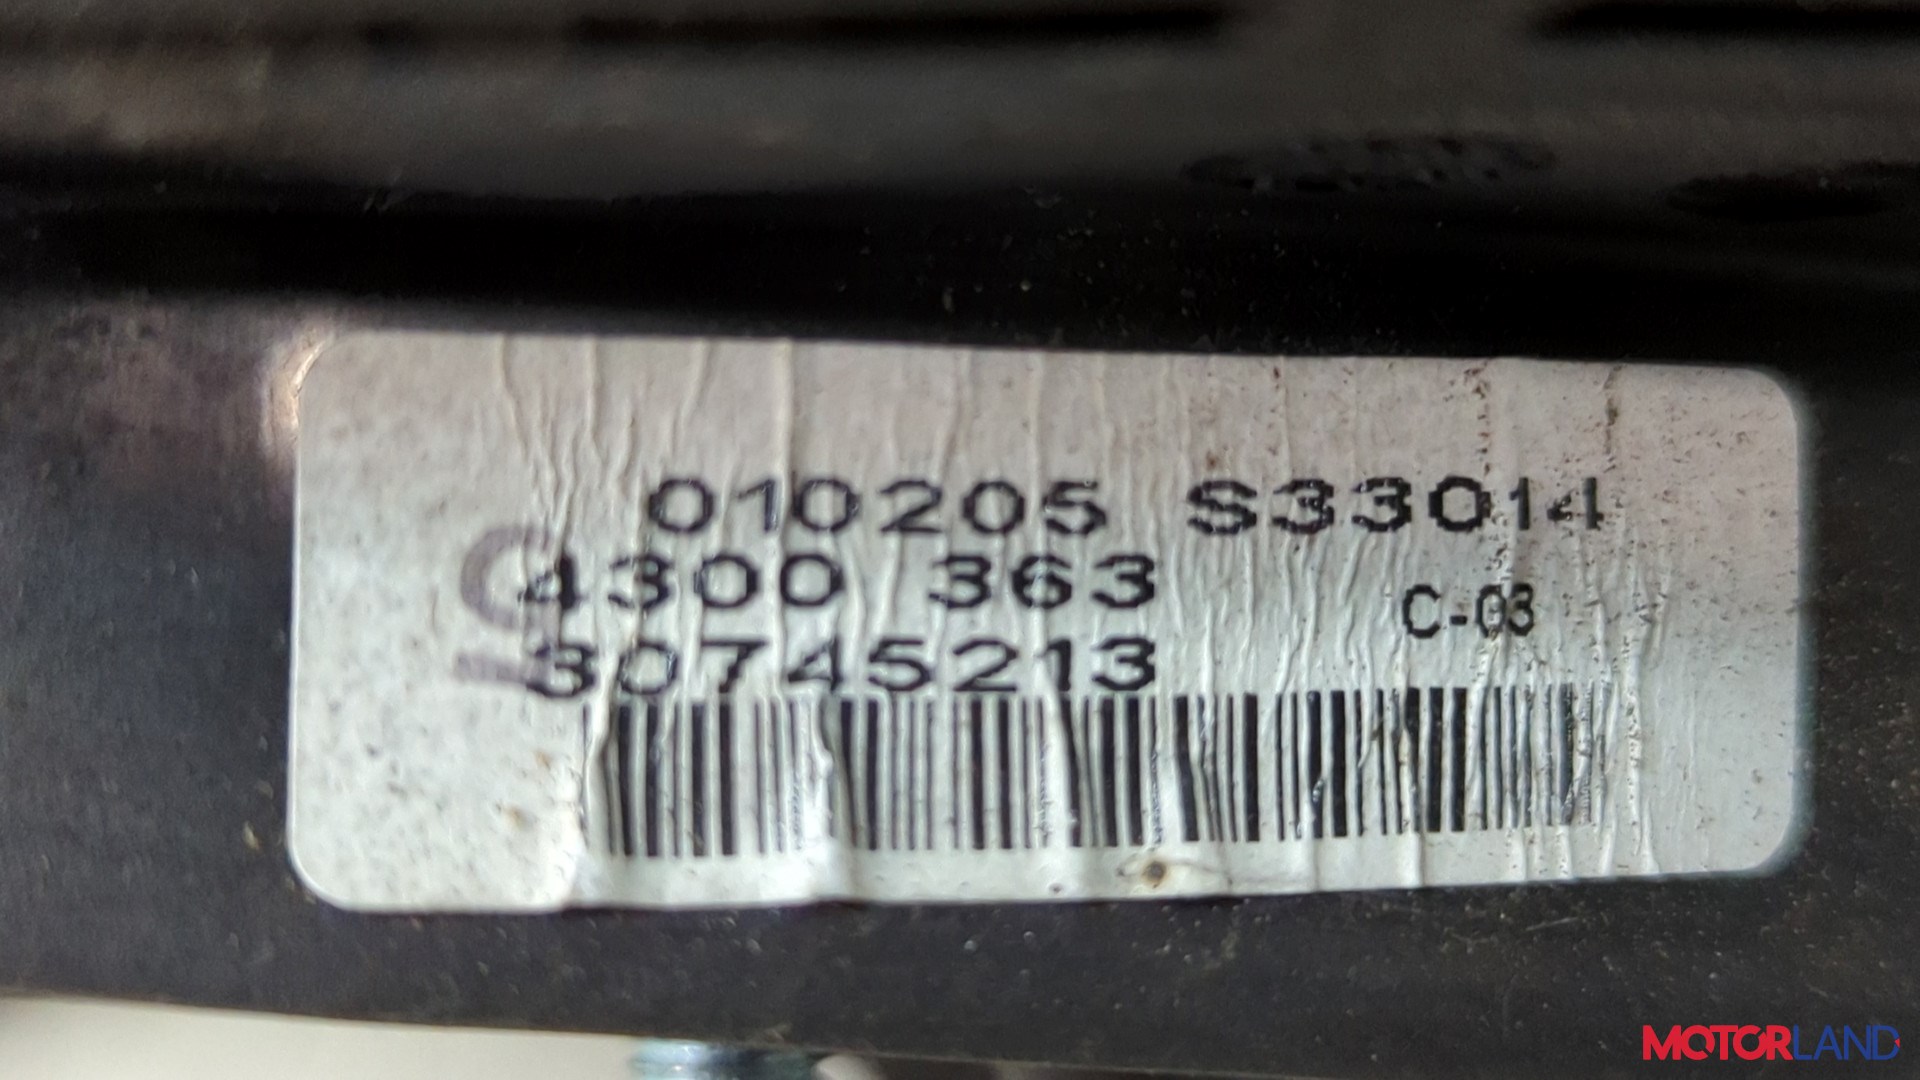 010205 S33014
4300 363
C-03
30745213
MOTORLAND